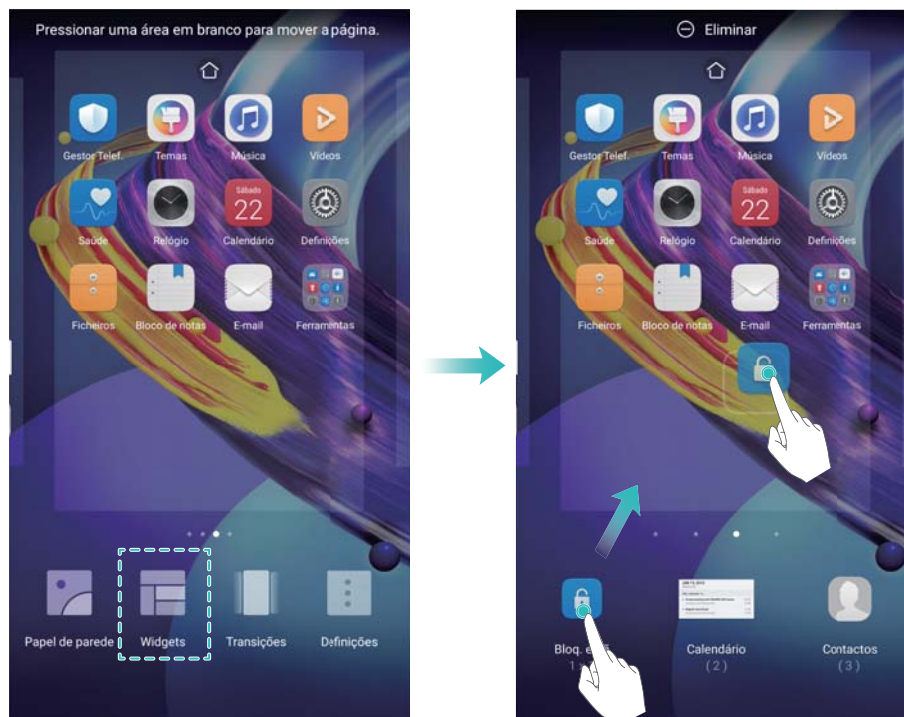 Pressionar uma área em branco para mover a página.
Gestor Telef.
Temas
Música
Vídeos
Sábado
22
Saúde
Relógio
Calendário
Definições
Ficheiros
Bloco de notas
E-mail
Ferramentas
Papel de parede
Widgets
Transições
Definições
Eliminar
Gestor Telef.
Temas
Música
Vídeos
Sábado
22
Saúde
Relógio
Calendário
Definições
Ficheiros
Bloco de notas
E-mail
Ferramentas
Bloq.
Calendário
Contactos
1
(2)
(3)